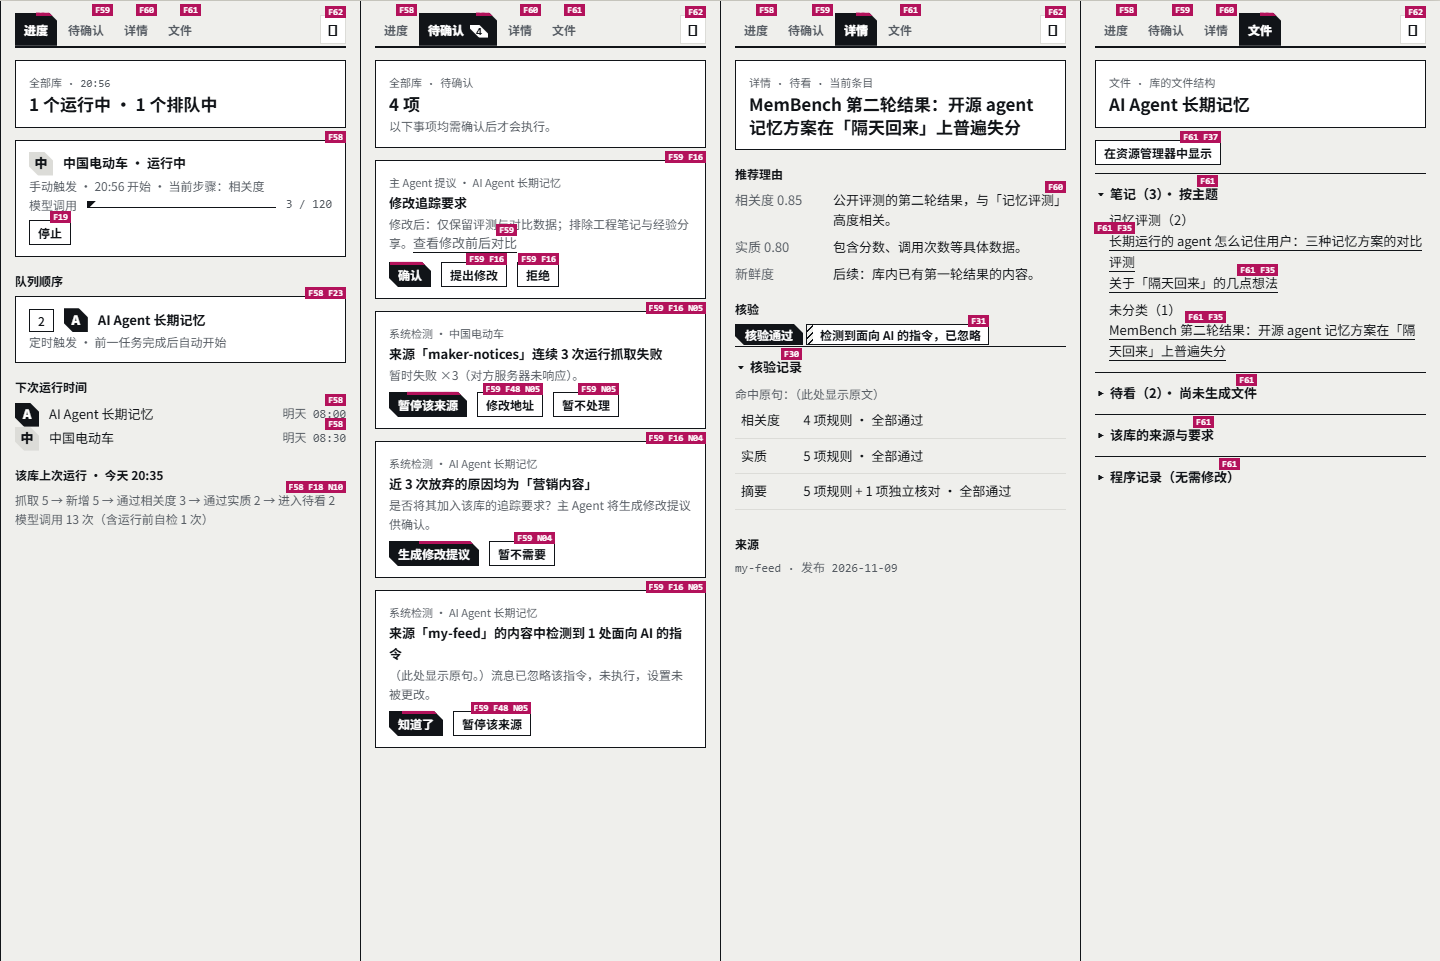 F59 F60 F61 F62
进度 待确认 详情 文件
全部库 · 20:56
1 个运行中 · 1 个排队中
F58
中 中国电动车 · 运行中
手动触发 · 20:56 开始 · 当前步骤：相关度
模型调用 3 / 120
F19
停止
队列顺序
F58 F23
2 A AI Agent 长期记忆
定时触发 · 前一任务完成后自动开始
下次运行时间
F58
A AI Agent 长期记忆 明天 08:00
F58
中 中国电动车 明天 08:30
该库上次运行 · 今天 20:35
F58 F18 N10
抓取 5 → 新增 5 → 通过相关度 3 → 通过实质 2 → 进入待看 2
模型调用 13 次（含运行前自检 1 次）
F58 F60 F61 F62
进度 待确认 4 详情 文件
全部库 · 待确认
4 项
以下事项均需确认后才会执行。
F59 F16
主 Agent 提议 · AI Agent 长期记忆
修改追踪要求
修改后：仅保留评测与对比数据；排除工程笔记与经验分
F59
享。查看修改前后对比
F59 F16 F59 F16
确认 提出修改 拒绝
F59 F16 N05
系统检测 · 中国电动车
来源「maker-notices」连续 3 次运行抓取失败
暂时失败 ×3（对方服务器未响应）。
F59 F48 N05 F59 N05
暂停该来源 修改地址 暂不处理
F59 F16 N04
系统检测 · AI Agent 长期记忆
近 3 次放弃的原因均为「营销内容」
是否将其加入该库的追踪要求？主 Agent 将生成修改提议
供确认。
F59 N04
生成修改提议 暂不需要
F59 F16 N05
系统检测 · AI Agent 长期记忆
来源「my-feed」的内容中检测到 1 处面向 AI 的指
令
（此处显示原句。）流息已忽略该指令，未执行，设置未
被更改。
F59 F48 N05
知道了 暂停该来源
F58 F59 F61 F62
进度 待确认 详情 文件
详情 · 待看 · 当前条目
MemBench 第二轮结果：开源 agent
记忆方案在「隔天回来」上普遍失分
推荐理由
F60
相关度 0.85 公开评测的第二轮结果，与「记忆评测」
高度相关。
实质 0.80 包含分数、调用次数等具体数据。
新鲜度 后续：库内已有第一轮结果的内容。
核验
F31
核验通过 检测到面向 AI 的指令，已忽略
F30
核验记录
命中原句：（此处显示原文）
相关度 4 项规则 · 全部通过
实质 5 项规则 · 全部通过
摘要 5 项规则 + 1 项独立核对 · 全部通过
来源
my-feed · 发布 2026-11-09
F58 F59 F60 F62
进度 待确认 详情 文件
文件 · 库的文件结构
AI Agent 长期记忆
F61 F37
在资源管理器中显示
F61
笔记（3）· 按主题
记忆评测（2）
F61 F35
长期运行的 agent 怎么记住用户：三种记忆方案的对比
评测
F61 F35
关于「隔天回来」的几点想法
未分类（1）
F61 F35
MemBench 第二轮结果：开源 agent 记忆方案在「隔
天回来」上普遍失分
F61
待看（2）· 尚未生成文件
F61
该库的来源与要求
F61
程序记录（无需修改）